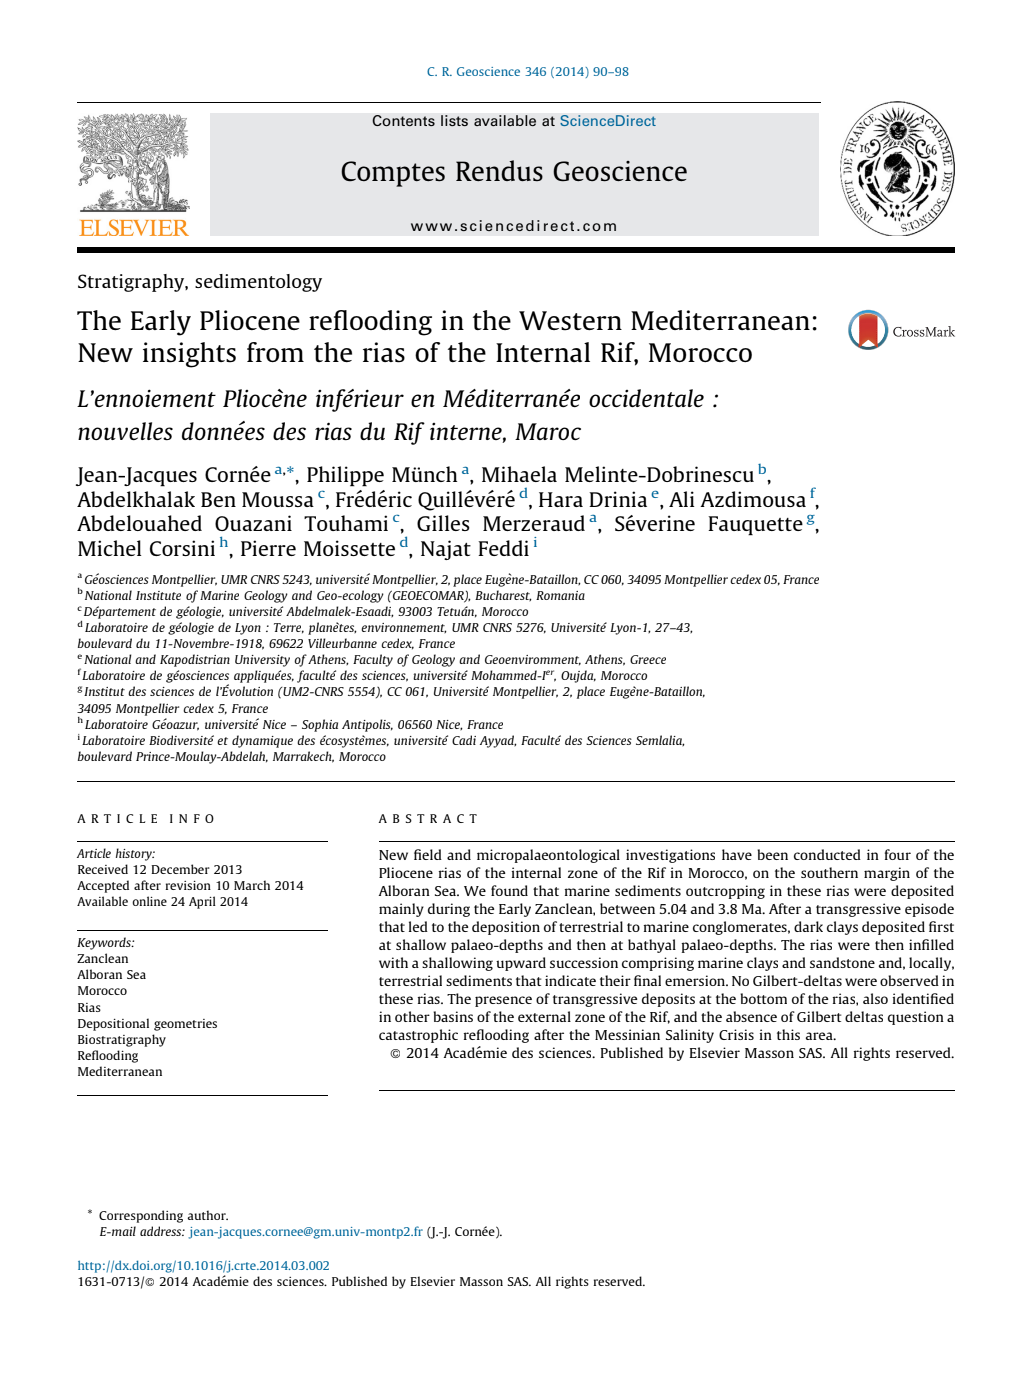 C. R. Geoscience 346 (2014) 90–98
Contents lists available at ScienceDirect
Comptes Rendus Geoscience
www.sciencedirect.com
ELSEVIER
INSTITUT DE FRANCE ACADÉMIE DES SCIENCES
16 66
Stratigraphy, sedimentology
The Early Pliocene reflooding in the Western Mediterranean:
New insights from the rias of the Internal Rif, Morocco
CrossMark
L'ennoiement Pliocène inférieur en Méditerranée occidentale :
nouvelles données des rias du Rif interne, Maroc
Jean-Jacques Cornée a,*, Philippe Münch a, Mihaela Melinte-Dobrinescu b,
Abdelkhalak Ben Moussa c, Frédéric Quillévéré d, Hara Drinia e, Ali Azdimousa f,
Abdelouahed Ouazani Touhami c, Gilles Merzeraud a, Séverine Fauquette g,
Michel Corsini h, Pierre Moissette d, Najat Feddi i
a Géosciences Montpellier, UMR CNRS 5243, université Montpellier, 2, place Eugène-Bataillon, CC 060, 34095 Montpellier cedex 05, France
b National Institute of Marine Geology and Geo-ecology (GEOECOMAR), Bucharest, Romania
c Département de géologie, université Abdelmalek-Esaadi, 93003 Tetuán, Morocco
d Laboratoire de géologie de Lyon : Terre, planètes, environnement, UMR CNRS 5276, Université Lyon-1, 27–43,
boulevard du 11-Novembre-1918, 69622 Villeurbanne cedex, France
e National and Kapodistrian University of Athens, Faculty of Geology and Geoenvironment, Athens, Greece
f Laboratoire de géosciences appliquées, faculté des sciences, université Mohammed-Ier, Oujda, Morocco
g Institut des sciences de l'Évolution (UM2-CNRS 5554), CC 061, Université Montpellier, 2, place Eugène-Bataillon,
34095 Montpellier cedex 5, France
h Laboratoire Géoazur, université Nice – Sophia Antipolis, 06560 Nice, France
i Laboratoire Biodiversité et dynamique des écosystèmes, université Cadi Ayyad, Faculté des Sciences Semlalia,
boulevard Prince-Moulay-Abdelah, Marrakech, Morocco
ARTICLE INFO
Article history:
Received 12 December 2013
Accepted after revision 10 March 2014
Available online 24 April 2014
Keywords:
Zanclean
Alboran Sea
Morocco
Rias
Depositional geometries
Biostratigraphy
Reflooding
Mediterranean
ABSTRACT
New field and micropalaeontological investigations have been conducted in four of the
Pliocene rias of the internal zone of the Rif in Morocco, on the southern margin of the
Alboran Sea. We found that marine sediments outcropping in these rias were deposited
mainly during the Early Zanclean, between 5.04 and 3.8 Ma. After a transgressive episode
that led to the deposition of terrestrial to marine conglomerates, dark clays deposited first
at shallow palaeo-depths and then at bathyal palaeo-depths. The rias were then infilled
with a shallowing upward succession comprising marine clays and sandstone and, locally,
terrestrial sediments that indicate their final emersion. No Gilbert-deltas were observed in
these rias. The presence of transgressive deposits at the bottom of the rias, also identified
in other basins of the external zone of the Rif, and the absence of Gilbert deltas question a
catastrophic reflooding after the Messinian Salinity Crisis in this area.
© 2014 Académie des sciences. Published by Elsevier Masson SAS. All rights reserved.
* Corresponding author.
E-mail address: jean-jacques.cornee@gm.univ-montp2.fr (J.-J. Cornée).
http://dx.doi.org/10.1016/j.crte.2014.03.002
1631-0713/© 2014 Académie des sciences. Published by Elsevier Masson SAS. All rights reserved.